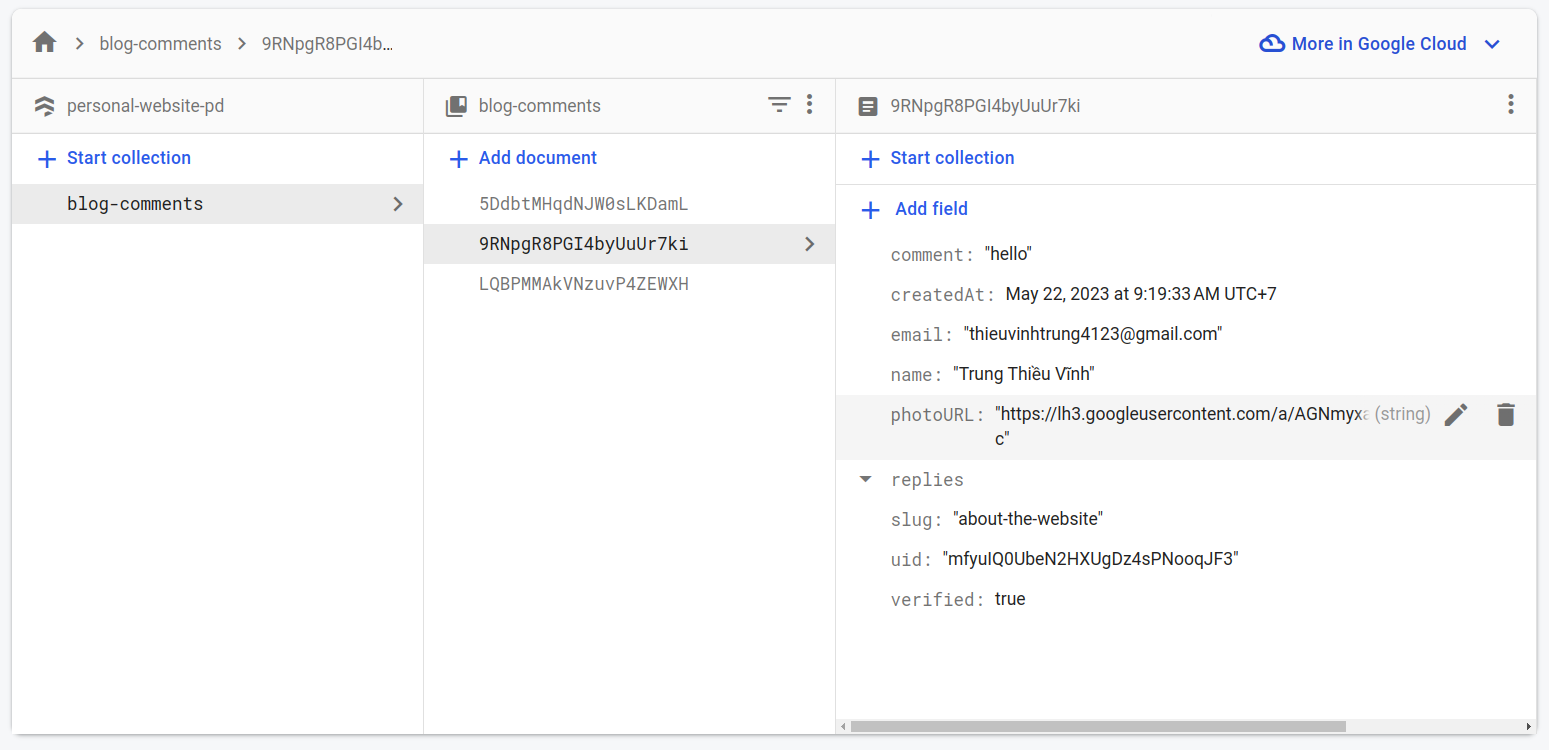 blog-comments
9RNpgR8PGI4b...
More in Google Cloud
personal-website-pd
Start collection
blog-comments
blog-comments
Add document
5DdbtMHqdNJW0sLKDamL
9RNpgR8PGI4byUuUr7ki
LQBPMMAkVNzuvP4ZEWXH
9RNpgR8PGI4byUuUr7ki
Start collection
Add field
comment: "hello"
createdAt: May 22, 2023 at 9:19:33 AM UTC+7
email: "thieuvinhtrung4123@gmail.com"
name: "Trung Thiều Vĩnh"
photoURL: "https://lh3.googleusercontent.com/a/AGNmyxa (string)
c"
replies
slug: "about-the-website"
uid: "mfyuIQ0UbeN2HXUgDz4sPNooqJF3"
verified: true